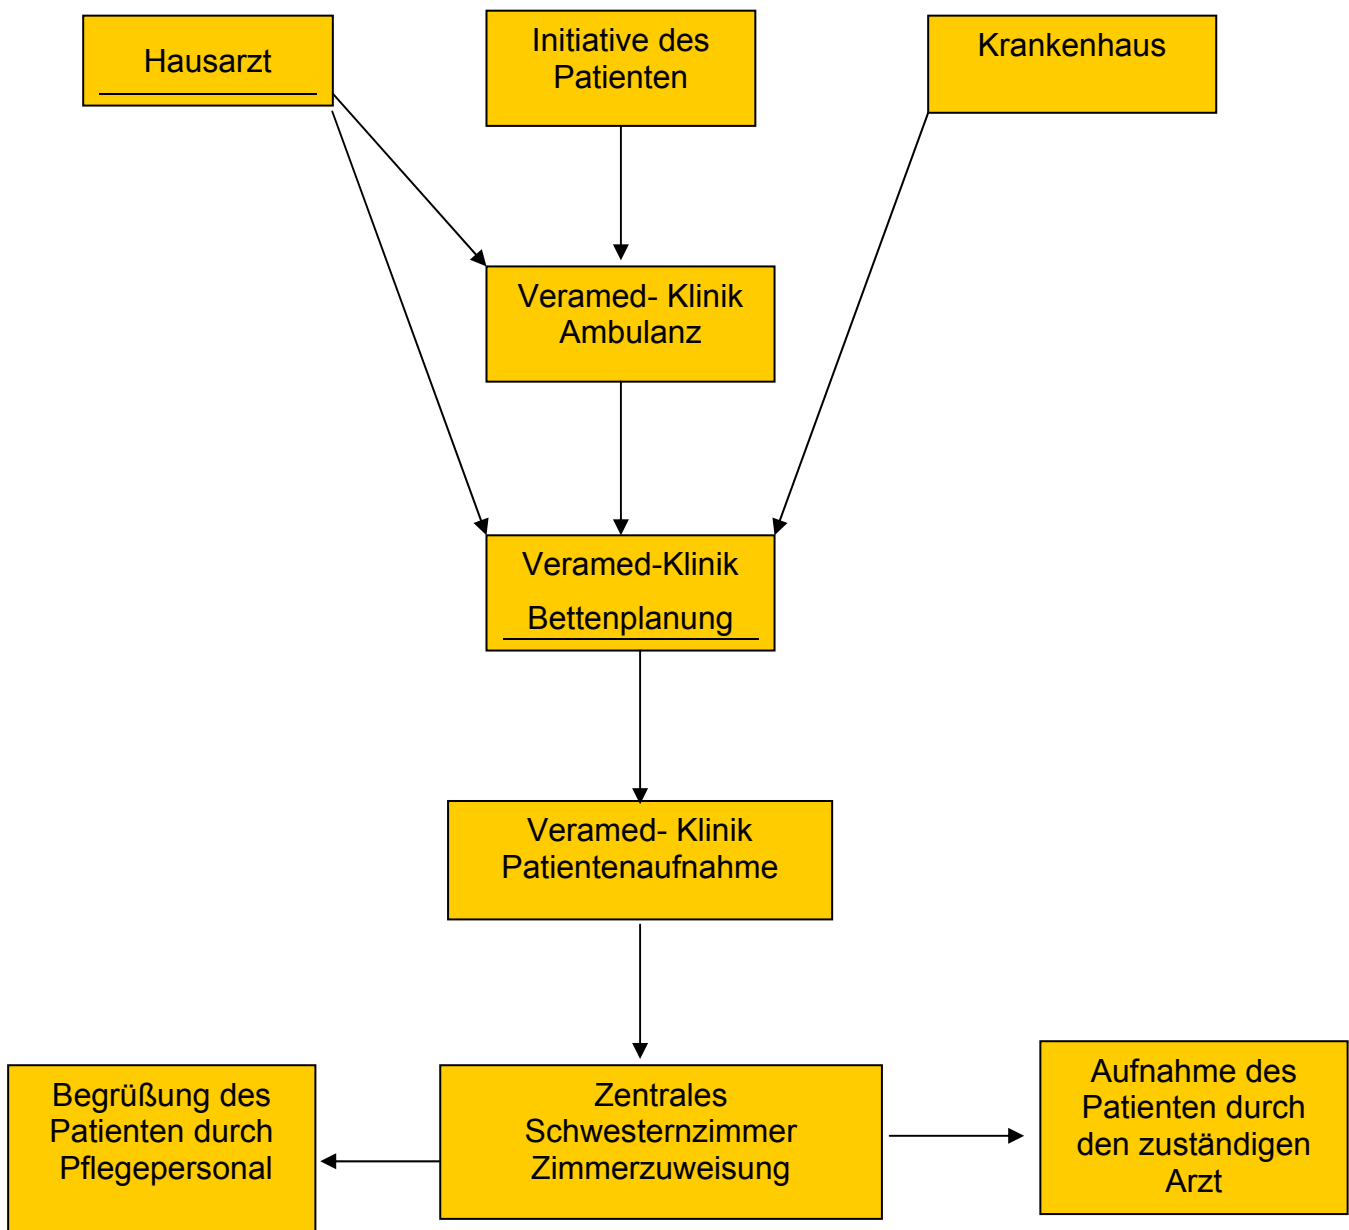 Hausarzt
Initiative des
Patienten
Krankenhaus
Veramed- Klinik
Ambulanz
Veramed-Klinik
Bettenplanung
Veramed- Klinik
Patientenaufnahme
Begrüßung des
Patienten durch
Pflegepersonal
Zentrales
Schwesternzimmer
Zimmerzuweisung
Aufnahme des
Patienten durch
den zuständigen
Arzt